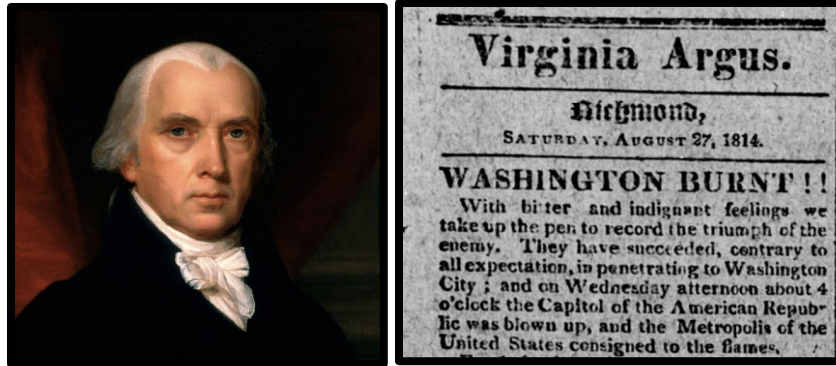 Virginia Argus.
Richmond,
SATURDAY, AUGUST 27, 1814.
WASHINGTON BURNT !!
With bitter and indignant feelings we
take up the pen to record the triumph of the
enemy. They have succeeded, contrary to
all expectation, in penetrating to Washington
City ; and on Wednesday afternoon about 4
o'clock the Capitol of the American Repub-
lic was blown up, and the Metropolis of the
United States consigned to the flames.